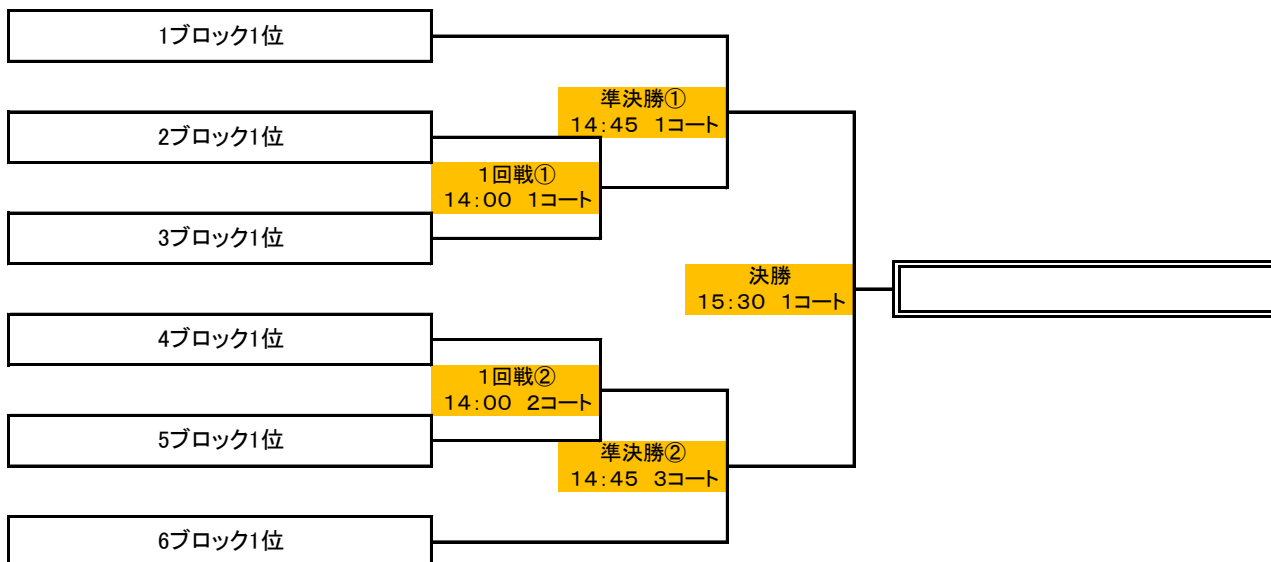 1ブロック1位
準決勝①
14:45 1コート
2ブロック1位
1回戦①
14:00 1コート
3ブロック1位
決勝
15:30 1コート
4ブロック1位
1回戦②
14:00 2コート
5ブロック1位
準決勝②
14:45 3コート
6ブロック1位